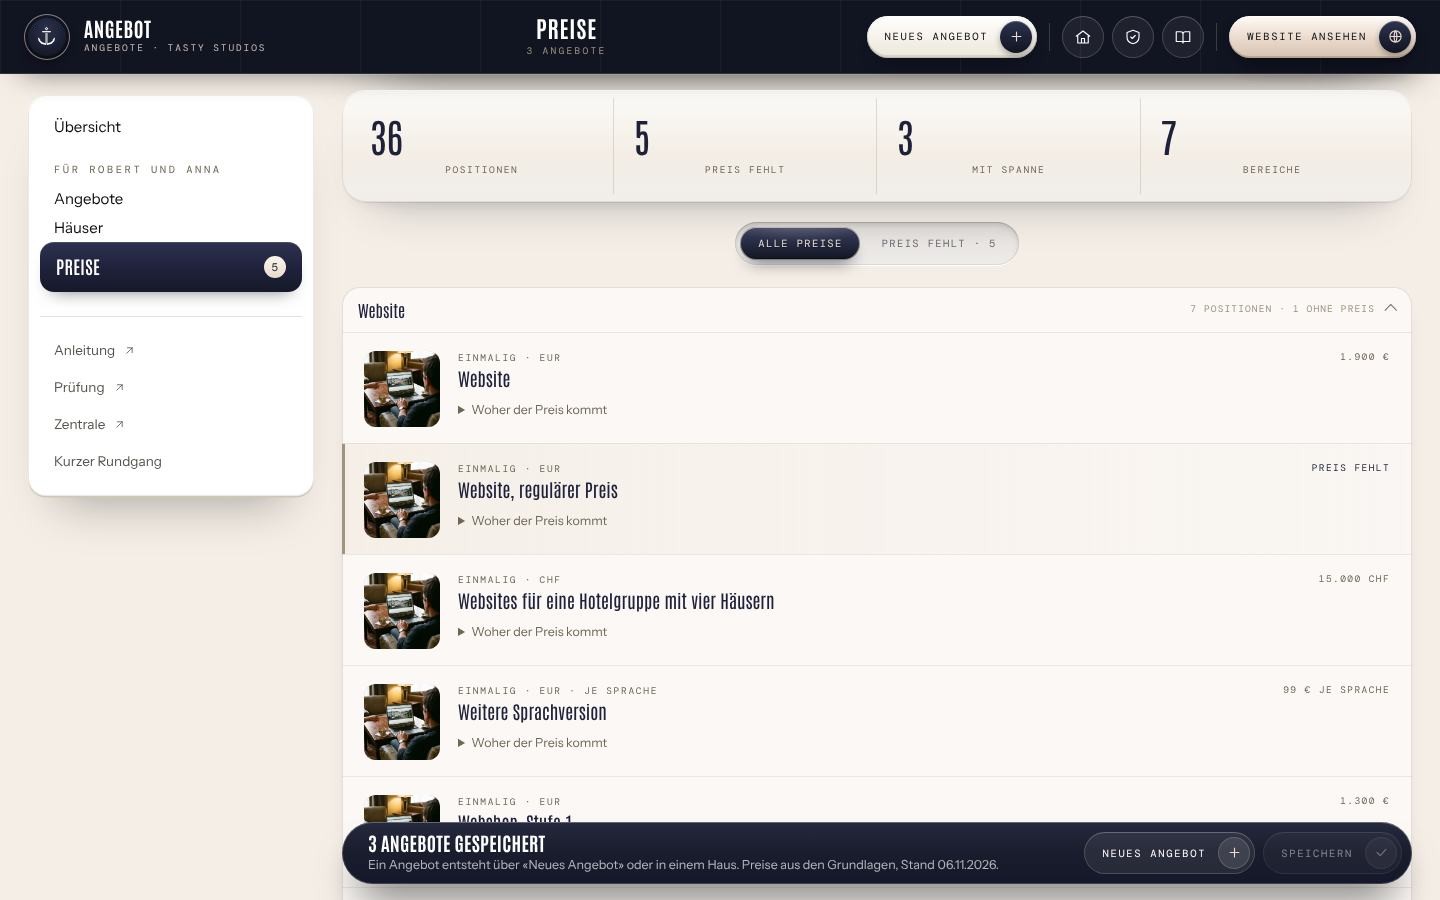 ANGEBOT
ANGEBOTE · TASTY STUDIOS
PREISE
3 ANGEBOTE
NEUES ANGEBOT
WEBSITE ANSEHEN
Übersicht
FÜR ROBERT UND ANNA
Angebote
Häuser
PREISE
5
Anleitung
Prüfung
Zentrale
Kurzer Rundgang
36
POSITIONEN
5
PREIS FEHLT
3
MIT SPANNE
7
BEREICHE
ALLE PREISE
PREIS FEHLT · 5
Website
7 POSITIONEN · 1 OHNE PREIS
EINMALIG · EUR
1.900 €
Website
Woher der Preis kommt
EINMALIG · EUR
PREIS FEHLT
Website, regulärer Preis
Woher der Preis kommt
EINMALIG · CHF
15.000 CHF
Websites für eine Hotelgruppe mit vier Häusern
Woher der Preis kommt
EINMALIG · EUR · JE SPRACHE
99 € JE SPRACHE
Weitere Sprachversion
Woher der Preis kommt
EINMALIG · EUR
1.300 €
Webshop, Stufe 1
3 ANGEBOTE GESPEICHERT
Ein Angebot entsteht über «Neues Angebot» oder in einem Haus. Preise aus den Grundlagen, Stand 06.11.2026.
NEUES ANGEBOT
SPEICHERN